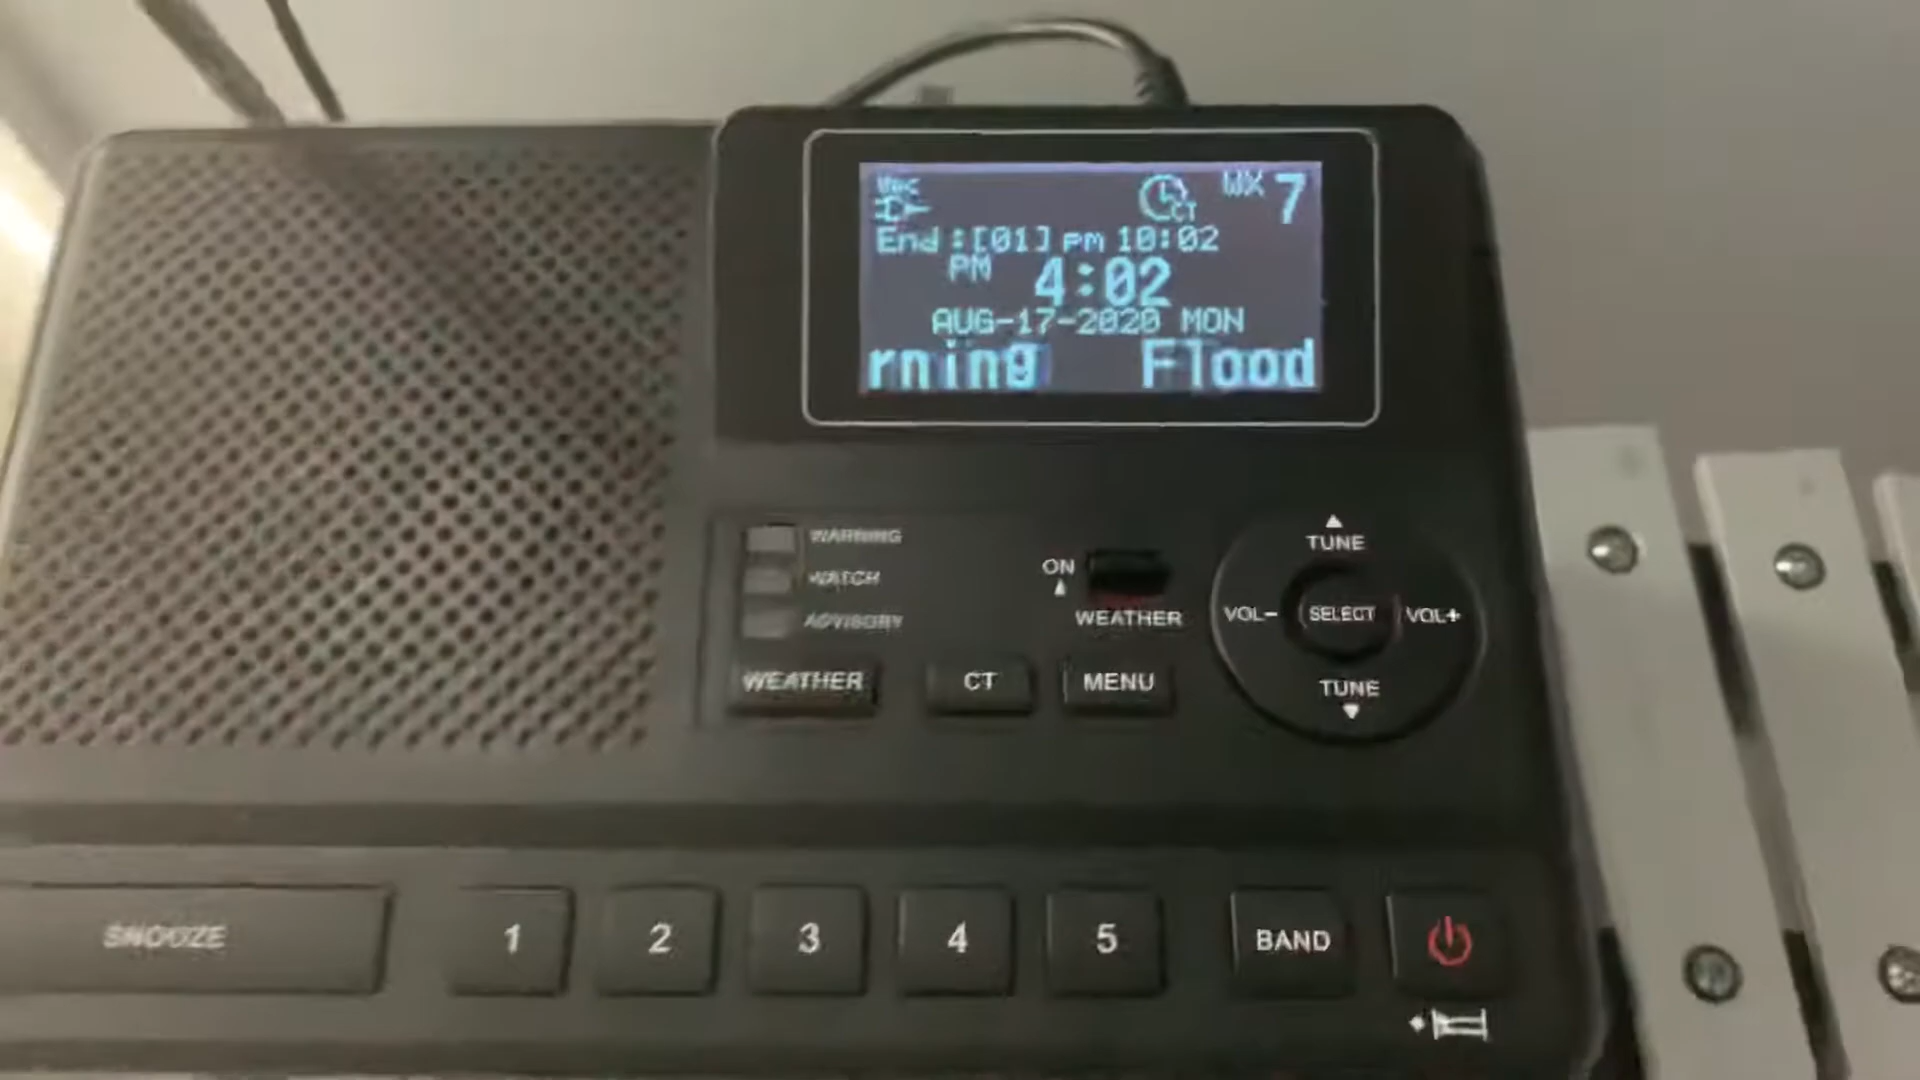 WX 7
CT
End :[01] pm 10:02
PM 4:02
AUG-17-2020 MON
rning Flood
WARNING
WATCH
ADVISORY
ON
WEATHER
TUNE
VOL- SELECT VOL+
TUNE
WEATHER CT MENU
SNOOZE 1 2 3 4 5 BAND